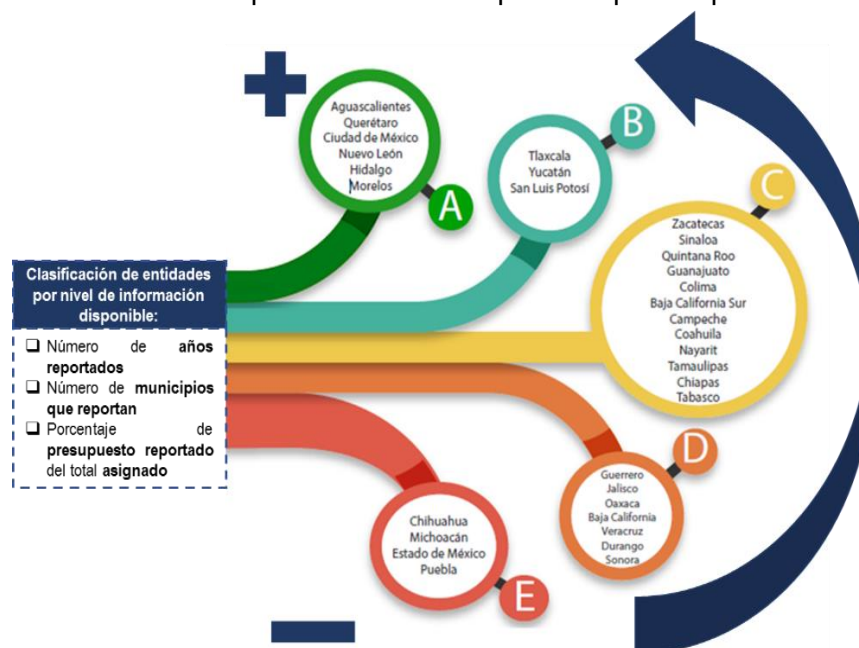 Aguascalientes
Querétaro
Ciudad de México
Nuevo León
Hidalgo
Morelos
A
Tlaxcala
Yucatán
San Luis Potosí
B
C
Zacatecas
Sinaloa
Quintana Roo
Guanajuato
Colima
Baja California Sur
Campeche
Coahuila
Nayarit
Tamaulipas
Chiapas
Tabasco
Clasificación de entidades
por nivel de información
disponible:
❑ Número de años
reportados
❑ Número de municipios
que reportan
❑ Porcentaje de
presupuesto reportado
del total asignado
D
Guerrero
Jalisco
Oaxaca
Baja California
Veracruz
Durango
Sonora
Chihuahua
Michoacán
Estado de México
Puebla
E